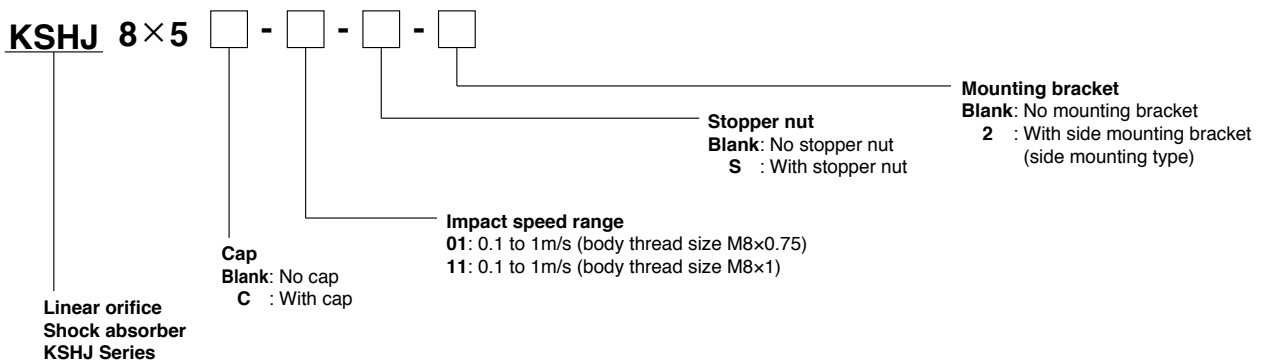 KSHJ 8×5 □ - □ - □ - □
Mounting bracket
Blank: No mounting bracket
2 : With side mounting bracket
(side mounting type)
Stopper nut
Blank: No stopper nut
S : With stopper nut
Impact speed range
01: 0.1 to 1m/s (body thread size M8×0.75)
11: 0.1 to 1m/s (body thread size M8×1)
Cap
Blank: No cap
C : With cap
Linear orifice
Shock absorber
KSHJ Series